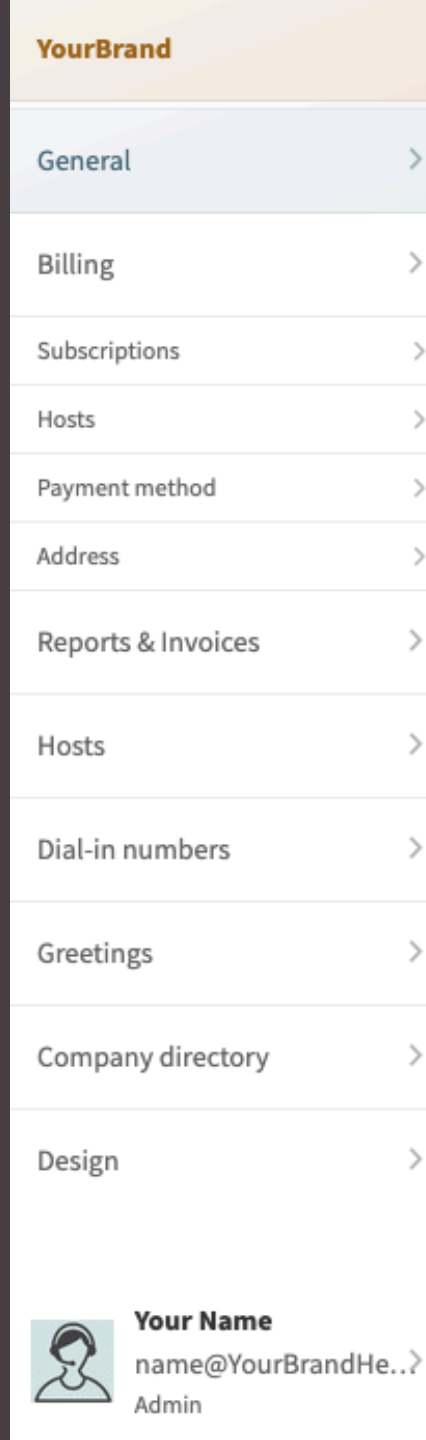 YourBrand
General
Billing
Subscriptions
Hosts
Payment method
Address
Reports & Invoices
Hosts
Dial-in numbers
Greetings
Company directory
Design
Your Name
name@YourBrandHe...
Admin